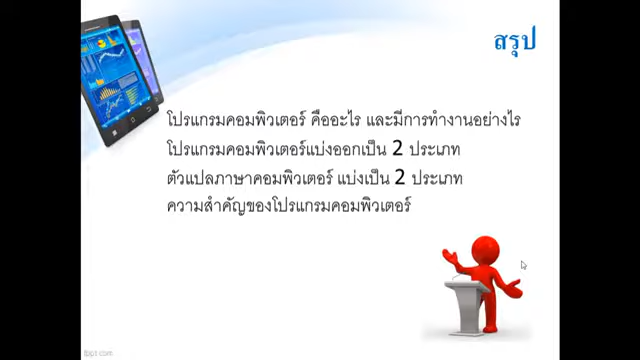 สรุป
โปรแกรมคอมพิวเตอร์ คืออะไร และมีการทำงานอย่างไร
โปรแกรมคอมพิวเตอร์แบ่งออกเป็น 2 ประเภท
ตัวแปลภาษาคอมพิวเตอร์ แบ่งเป็น 2 ประเภท
ความสำคัญของโปรแกรมคอมพิวเตอร์
fppt.com